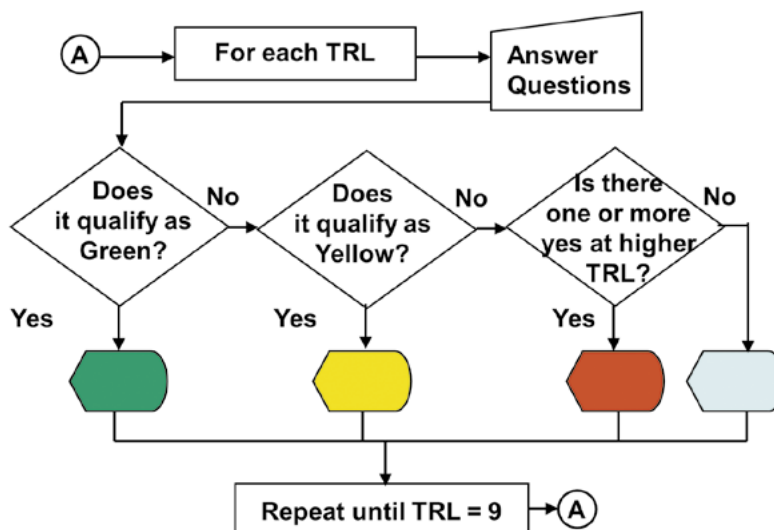 A
For each TRL
Answer
Questions
Does
it qualify as
Green?
No
Does
it qualify as
Yellow?
No
Is there
one or more
yes at higher
TRL?
No
Yes
Yes
Yes
Repeat until TRL = 9
A